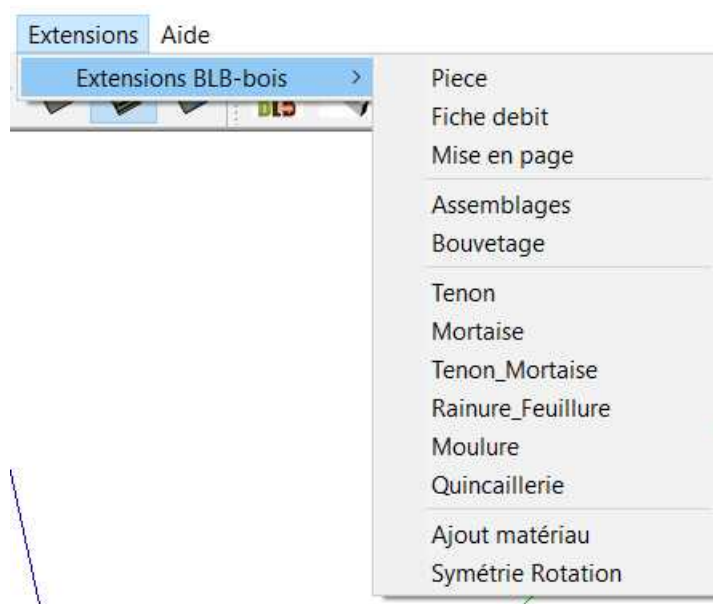 Extensions Aide
Extensions BLB-bois >
Piece
Fiche debit
Mise en page
Assemblages
Bouvetage
Tenon
Mortaise
Tenon_Mortaise
Rainure_Feuillure
Moulure
Quincaillerie
Ajout matériau
Symétrie Rotation